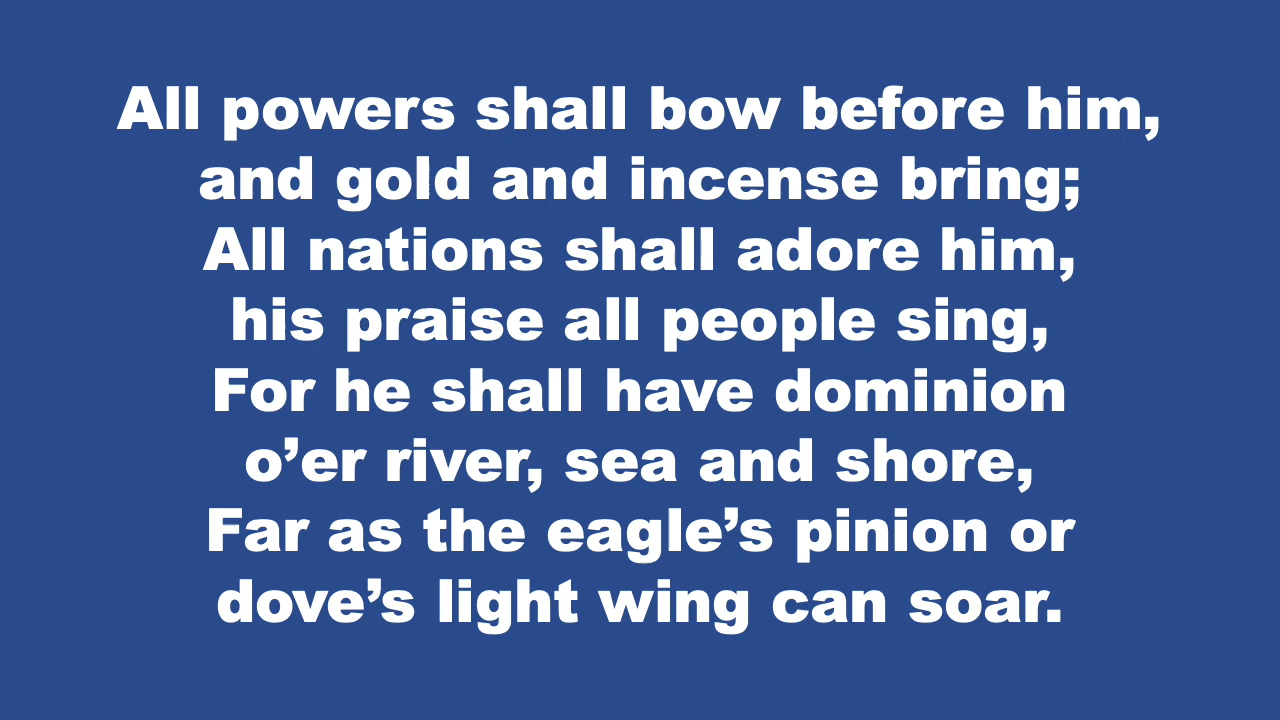 All powers shall bow before him,
and gold and incense bring;
All nations shall adore him,
his praise all people sing,
For he shall have dominion
o’er river, sea and shore,
Far as the eagle’s pinion or
dove’s light wing can soar.